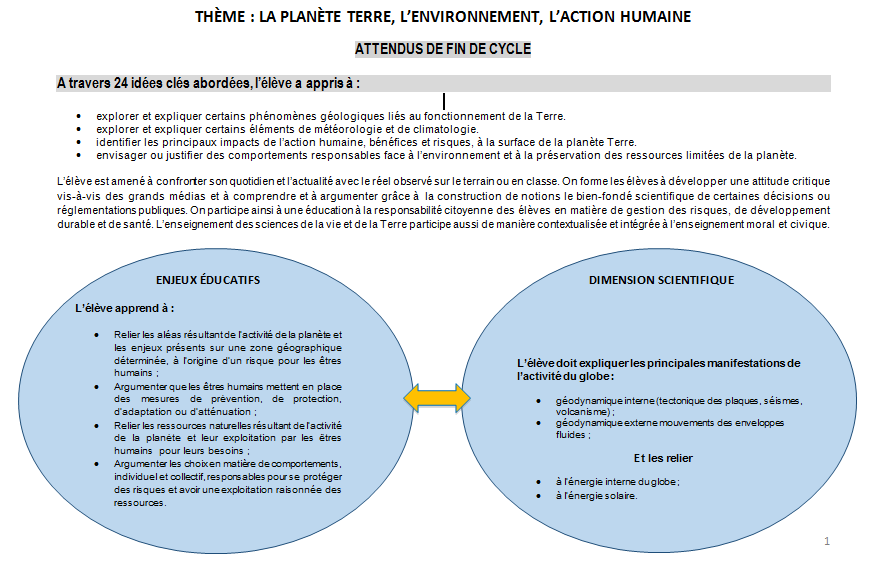 THÈME : LA PLANÈTE TERRE, L'ENVIRONNEMENT, L'ACTION HUMAINE
ATTENDUS DE FIN DE CYCLE
A travers 24 idées clés abordées, l'élève a appris à :
• explorer et expliquer certains phénomènes géologiques liés au fonctionnement de la Terre.
• explorer et expliquer certains éléments de météorologie et de climatologie.
• identifier les principaux impacts de l'action humaine, bénéfices et risques, à la surface de la planète Terre.
• envisager ou justifier des comportements responsables face à l'environnement et à la préservation des ressources limitées de la planète.
L'élève est amené à confronter son quotidien et l'actualité avec le réel observé sur le terrain ou en classe. On forme les élèves à développer une attitude critique
vis-à-vis des grands médias et à comprendre et à argumenter grâce à la construction de notions le bien-fondé scientifique de certaines décisions ou
réglementations publiques. On participe ainsi à une éducation à la responsabilité citoyenne des élèves en matière de gestion des risques, de développement
durable et de santé. L'enseignement des sciences de la vie et de la Terre participe aussi de manière contextualisée et intégrée à l'enseignement moral et civique.
ENJEUX ÉDUCATIFS
L'élève apprend à :
• Relier les aléas résultant de l'activité de la planète et
les enjeux présents sur une zone géographique
déterminée, à l'origine d'un risque pour les êtres
humains ;
• Argumenter que les êtres humains mettent en place
des mesures de prévention, de protection,
d'adaptation ou d'atténuation ;
• Relier les ressources naturelles résultant de l'activité
de la planète et leur exploitation par les êtres
humains pour leurs besoins ;
• Argumenter les choix en matière de comportements,
individuel et collectif, responsables pour se protéger
des risques et avoir une exploitation raisonnée des
ressources.
DIMENSION SCIENTIFIQUE
L'élève doit expliquer les principales manifestations de
l'activité du globe :
• géodynamique interne (tectonique des plaques, séismes,
volcanisme) ;
• géodynamique externe mouvements des enveloppes
fluides ;
Et les relier
• à l'énergie interne du globe ;
• à l'énergie solaire.
1